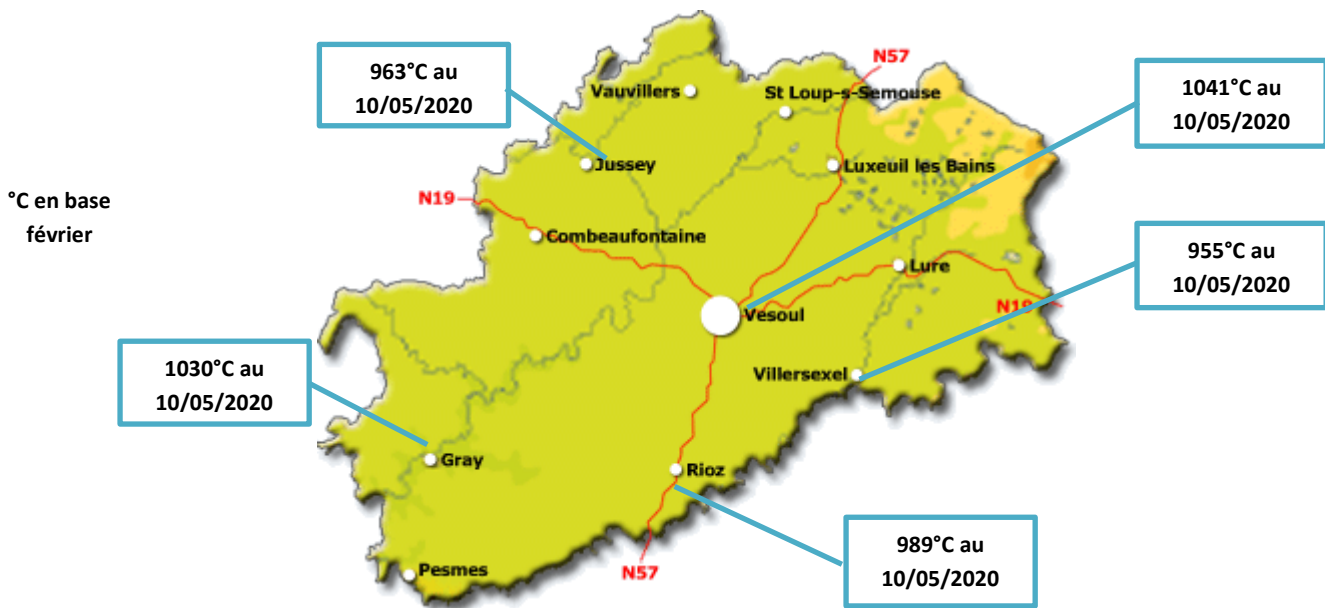 963°C au
10/05/2020
N57
Vauvillers
St Loup-s-Semouse
1041°C au
10/05/2020
Jussey
Luxeuil les Bains
°C en base
février
N19
Combeaufontaine
Lure
955°C au
10/05/2020
N19
Vesoul
Villersexel
1030°C au
10/05/2020
Gray
Rioz
989°C au
10/05/2020
Pesmes
N57